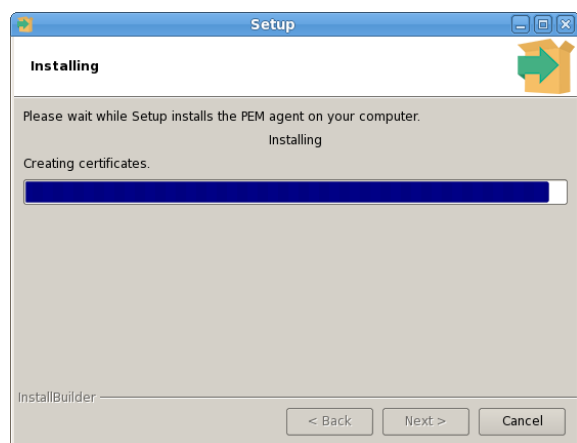 Setup
Installing
Please wait while Setup installs the PEM agent on your computer.
Installing
Creating certificates.
InstallBuilder
< Back Next > Cancel